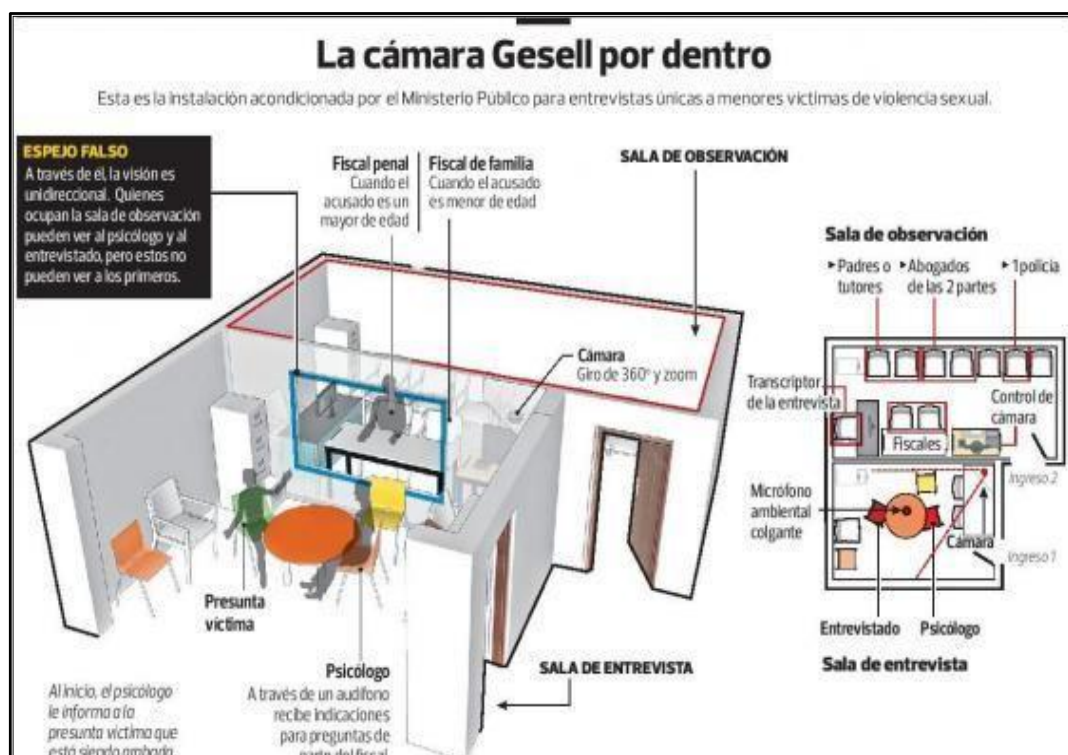 La cámara Gesell por dentro
Esta es la instalación acondicionada por el Ministerio Público para entrevistas únicas a menores víctimas de violencia sexual.
ESPEJO FALSO
A través de él, la visión es
unidireccional. Quienes
ocupan la sala de observación
pueden ver al psicólogo y al
entrevistado, pero estos no
pueden ver a los primeros.
Fiscal penal
Cuando el
acusado es un
mayor de edad
Fiscal de familia
Cuando el acusado
es menor de edad
SALA DE OBSERVACIÓN
Cámara
Giro de 360° y zoom
Presunta
víctima
Psicólogo
A través de un audífono
recibe indicaciones
para preguntas de
parte del fiscal
SALA DE ENTREVISTA
Al inicio, el psicólogo
le informa a la
presunta víctima que
está siendo grabada
Sala de observación
Padres o
tutores
Abogados
de las 2 partes
1 policía
Transcriptor
de la entrevista
Fiscales
Control de
cámara
Ingreso 2
Micrófono
ambiental
colgante
Cámara
Ingreso 1
Entrevistado
Psicólogo
Sala de entrevista